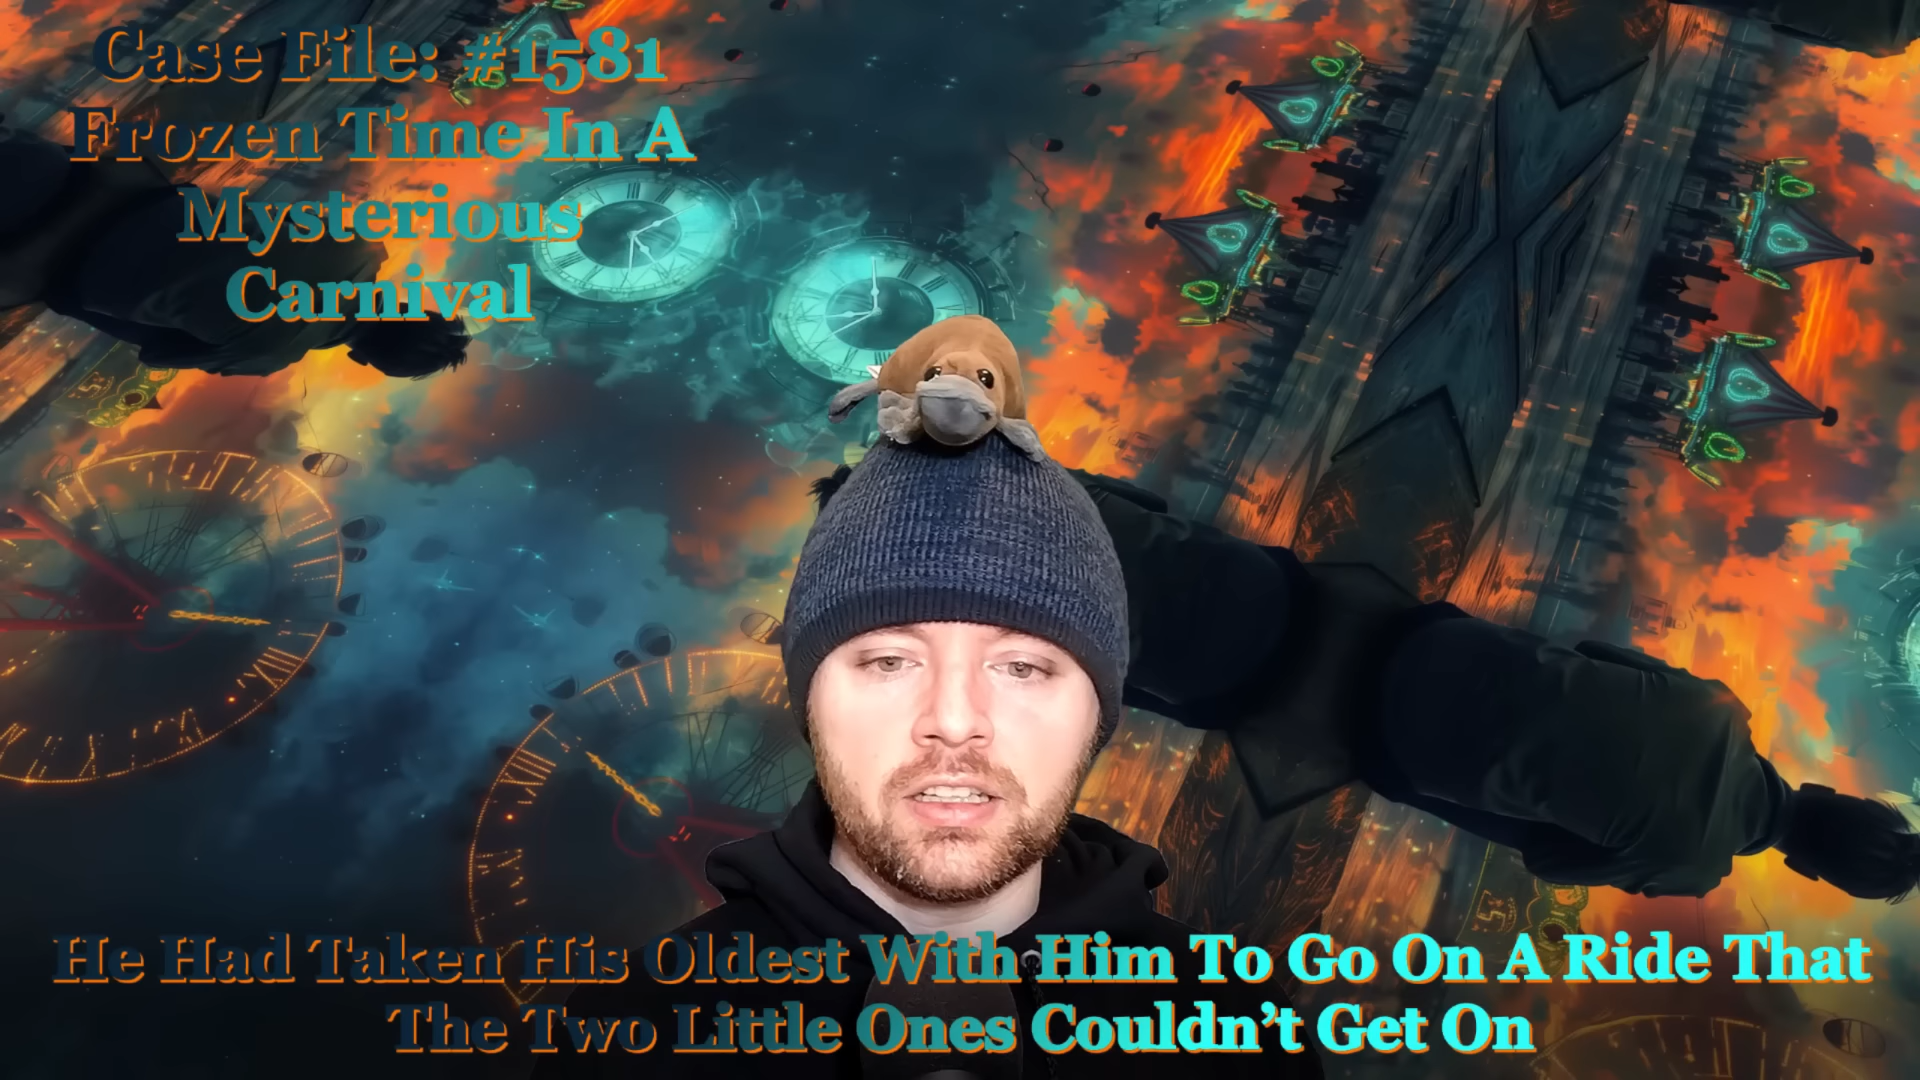 Case File: #1581
Frozen Time In A
Mysterious
Carnival
He Had Taken His Oldest With Him To Go On A Ride That
The Two Little Ones Couldn’t Get On